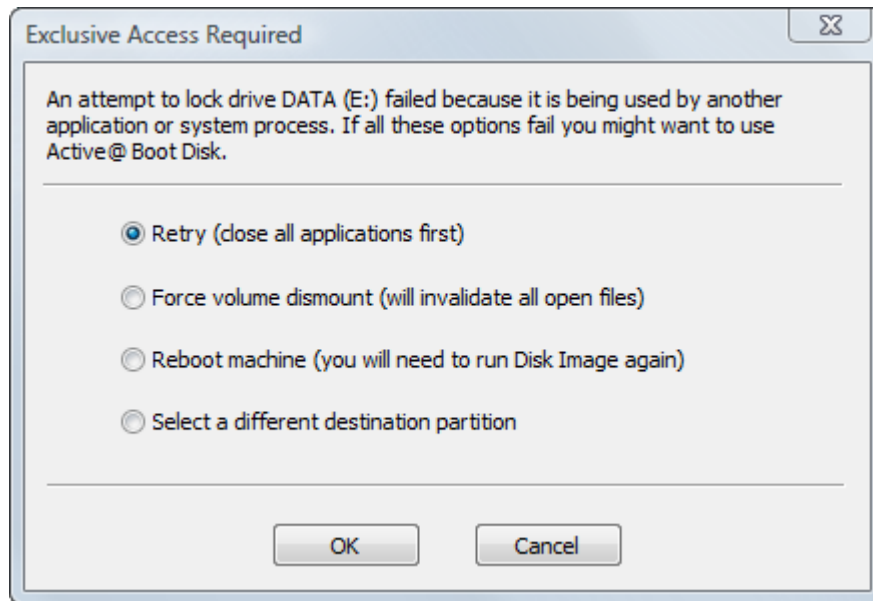 Exclusive Access Required
An attempt to lock drive DATA (E:) failed because it is being used by another
application or system process. If all these options fail you might want to use
Active@ Boot Disk.
Retry (close all applications first)
Force volume dismount (will invalidate all open files)
Reboot machine (you will need to run Disk Image again)
Select a different destination partition
OK Cancel